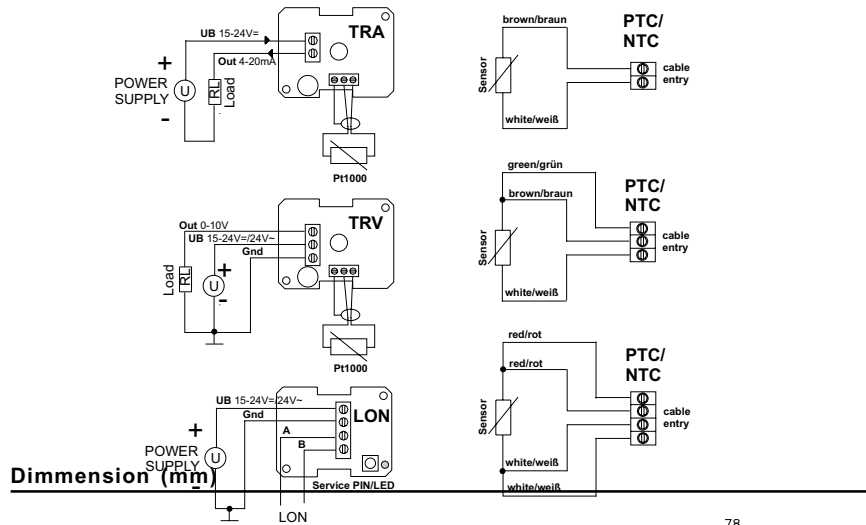 TRA
UB 15-24V=
Out 4-20mA
+
POWER
SUPPLY
U
-
RL
Load
Pt1000
brown/braun
PTC/
NTC
Sensor
cable
entry
white/weiß
TRV
Out 0-10V
UB 15-24V=/24V~
Gnd
Load
RL
U
+
-
Pt1000
green/grün
brown/braun
PTC/
NTC
Sensor
cable
entry
white/weiß
LON
UB 15-24V=/24V~
Gnd
A
B
+
POWER
SUPPLY
U
-
Service PIN/LED
LON
red/rot
red/rot
PTC/
NTC
Sensor
cable
entry
white/weiß
white/weiß
Dimmension (mm)
78